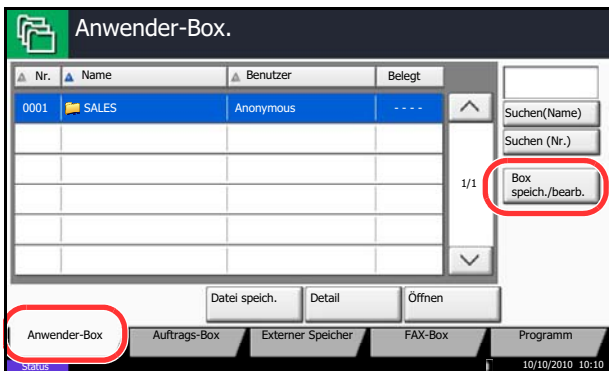 Anwender-Box.
Nr. Name Benutzer Belegt
0001 SALES Anonymous - - - -
Suchen(Name)
Suchen (Nr.)
1/1
Box
speich./bearb.
Datei speich. Detail Öffnen
Anwender-Box Auftrags-Box Externer Speicher FAX-Box Programm
Status 10/10/2010 10:10